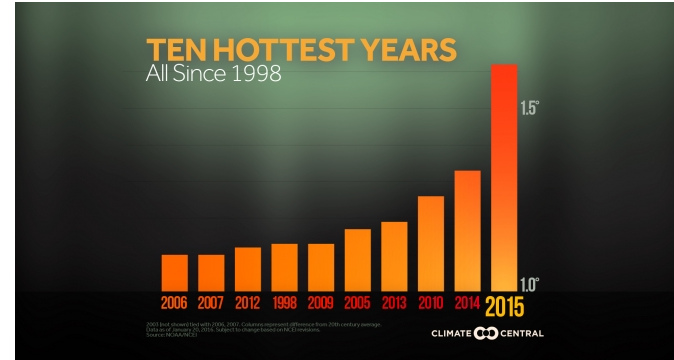 TEN HOTTEST YEARS
All Since 1998
1.5°
1.0°
2006 2007 2012 1998 2009 2005 2013 2010 2014 2015
2003 (not shown) tied with 2006, 2007. Columns represent difference from 20th century average.
Data as of January 20, 2016. Subject to change based on NCEI revisions.
Source: NOAA/NCEI
CLIMATE CENTRAL